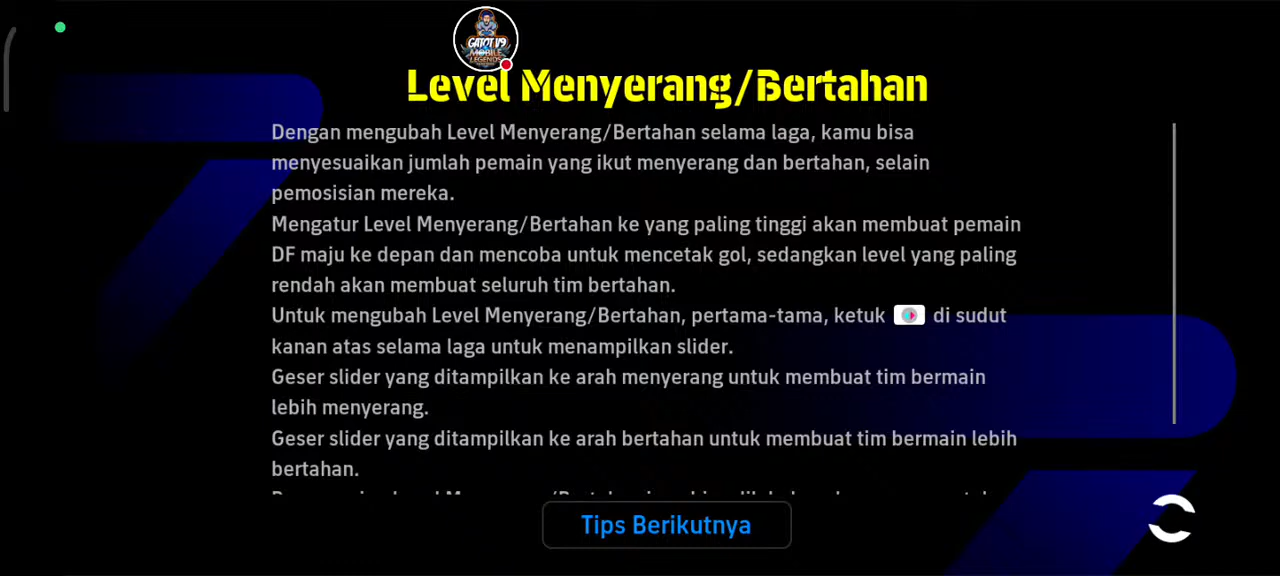 GATOT V9
MOBILE
LEGENDS
Level Menyerang/Bertahan
Dengan mengubah Level Menyerang/Bertahan selama laga, kamu bisa
menyesuaikan jumlah pemain yang ikut menyerang dan bertahan, selain
pemosisian mereka.
Mengatur Level Menyerang/Bertahan ke yang paling tinggi akan membuat pemain
DF maju ke depan dan mencoba untuk mencetak gol, sedangkan level yang paling
rendah akan membuat seluruh tim bertahan.
Untuk mengubah Level Menyerang/Bertahan, pertama-tama, ketuk di sudut
kanan atas selama laga untuk menampilkan slider.
Geser slider yang ditampilkan ke arah menyerang untuk membuat tim bermain
lebih menyerang.
Geser slider yang ditampilkan ke arah bertahan untuk membuat tim bermain lebih
bertahan.
Tips Berikutnya